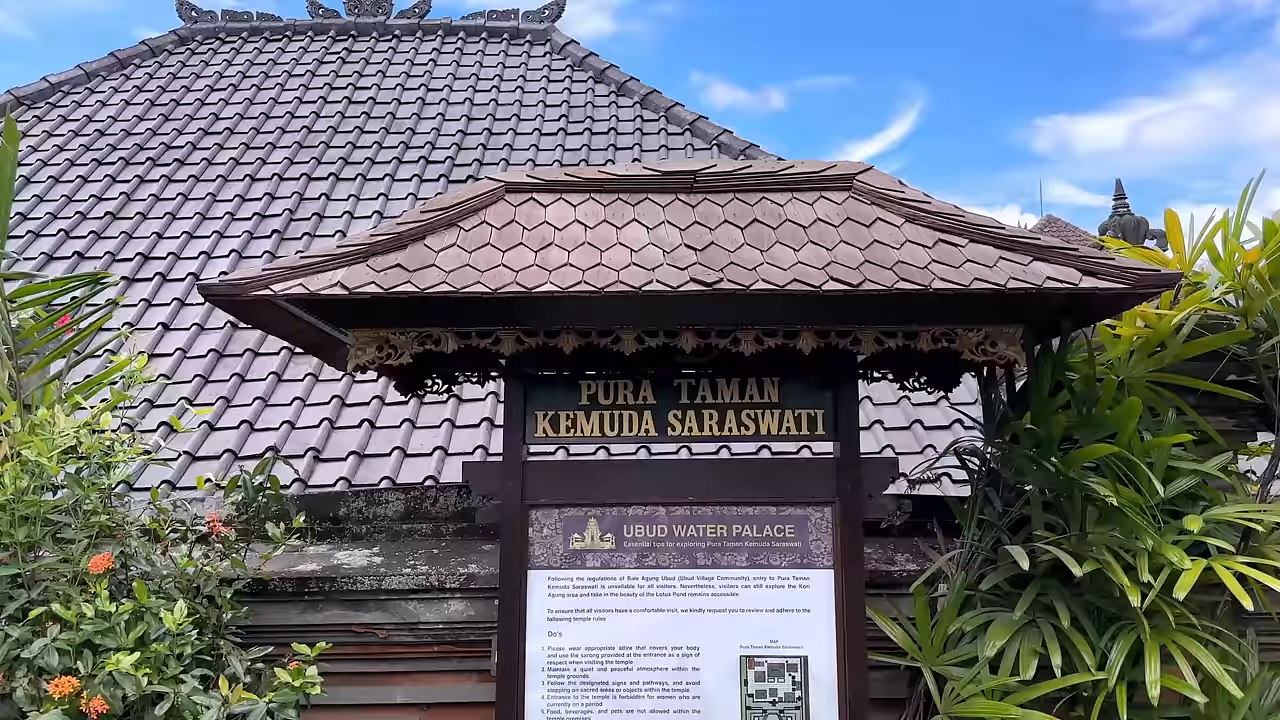 PURA TAMAN
KEMUDA SARASWATI
UBUD WATER PALACE
Essential tips for exploring Pura Taman Kemuda Saraswati
Following the regulations of Bale Agung Ubud (Ubud Village Community), entry to Pura Taman
Kemuda Saraswati is unavailable for all visitors. Nevertheless, visitors can still explore the Kori
Agung area and take in the beauty of the Lotus Pond remains accessible.
To ensure that all visitors have a comfortable visit, we kindly request you to review and adhere to the
following temple rules
Do's
1. Please wear appropriate attire that covers your body
and use the sarong provided at the entrance as a sign of
respect when visiting the temple.
2. Maintain a quiet and peaceful atmosphere within the
temple grounds.
3. Follow the designated signs and pathways, and avoid
stepping on sacred areas or objects within the temple.
4. Entrance to the temple is forbidden for women who are
currently on a period
5. Food, beverages, and pets are not allowed within the
temple premises
MAP
Pura Taman Kemuda Saraswati